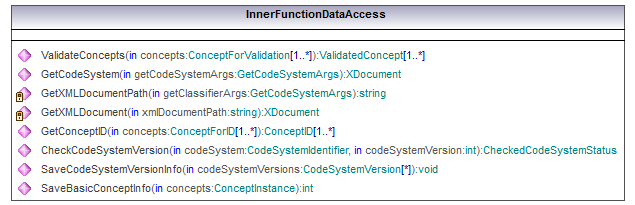 InnerFunctionDataAccess
ValidateConcepts(in concepts:ConceptForValidation[1..*]):ValidatedConcept[1..*]
GetCodeSystem(in getCodeSystemArgs:GetCodeSystemArgs):XDocument
GetXMLDocumentPath(in getClassifierArgs:GetCodeSystemArgs):string
GetXMLDocument(in xmlDocumentPath:string):XDocument
GetConceptID(in concepts:ConceptForID[1..*]):ConceptID[1..*]
CheckCodeSystemVersion(in codeSystem:CodeSystemIdentifier, in codeSystemVersion:int):CheckedCodeSystemStatus
SaveCodeSystemVersionInfo(in codeSystemVersions:CodeSystemVersion[*]):void
SaveBasicConceptInfo(in concepts:ConceptInstance):int